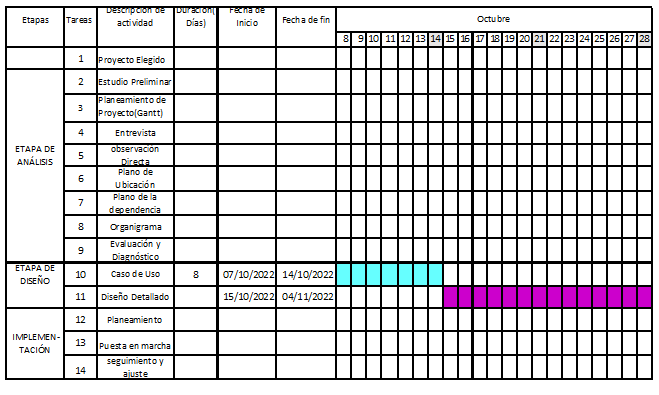 Etapas Tareas Descripción de actividad Duración( Días) Fecha de Inicio Fecha de fin Octubre
8 9 10 11 12 13 14 15 16 17 18 19 20 21 22 23 24 25 26 27 28
1 Proyecto Elegido
ETAPA DE ANÁLISIS
2 Estudio Preliminar
3 Planeamiento de Proyecto(Gantt)
4 Entrevista
5 observación Directa
6 Plano de Ubicación
7 Plano de la dependencia
8 Organigrama
9 Evaluación y Diagnóstico
ETAPA DE DISEÑO
10 Caso de Uso 8 07/10/2022 14/10/2022
11 Diseño Detallado 15/10/2022 04/11/2022
IMPLEMEN- TACIÓN
12 Planeamiento
13 Puesta en marcha
14 seguimiento y ajuste